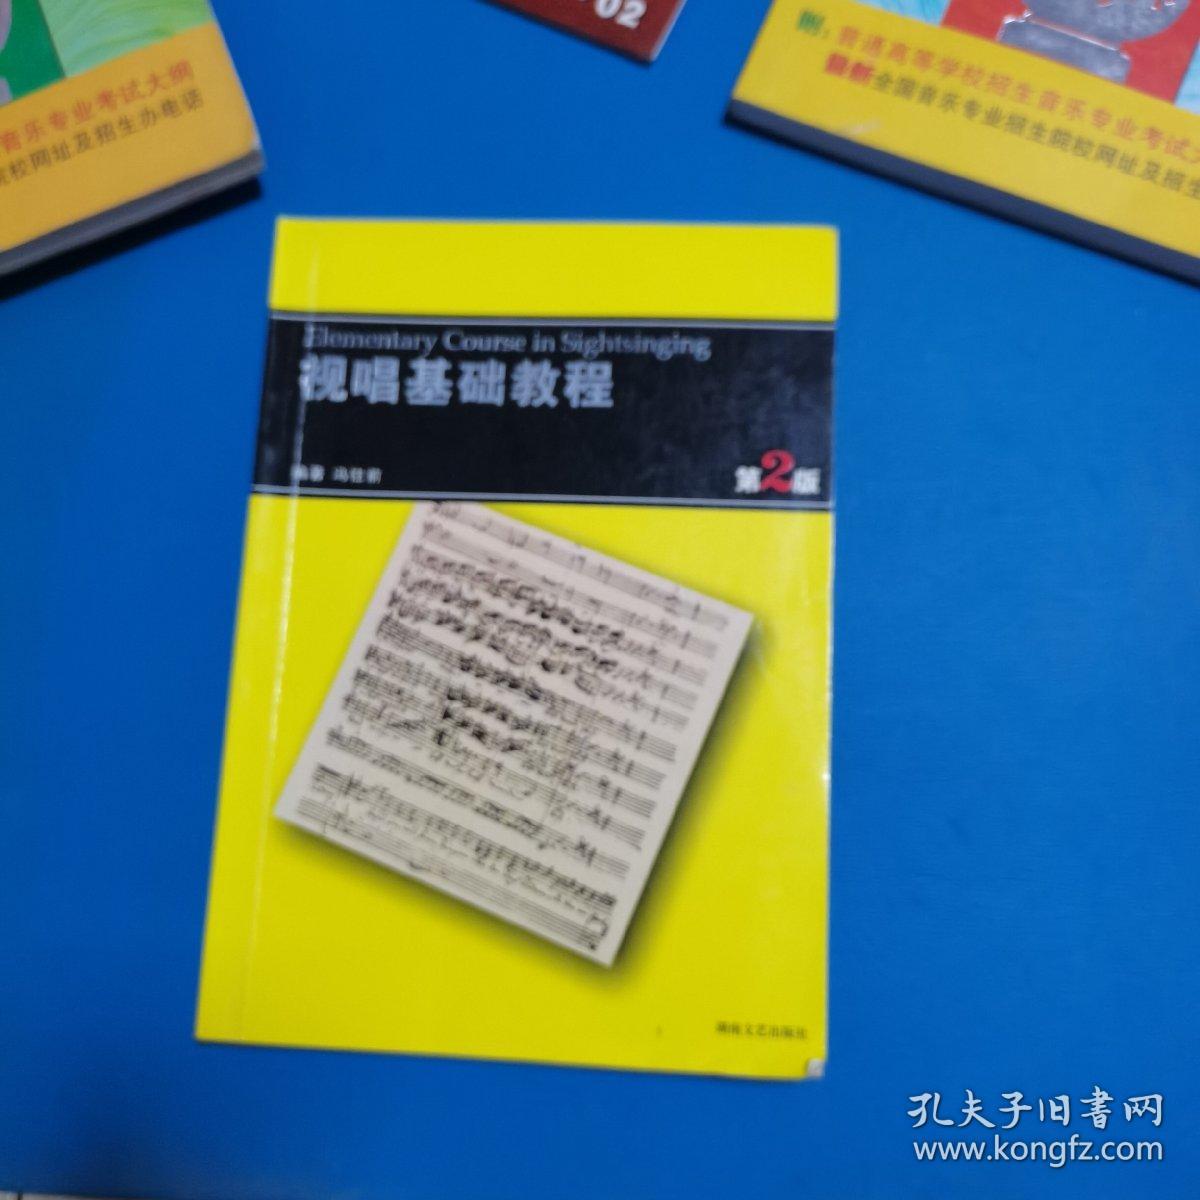 02
音乐专业考试大纲
院校网址及招生办电话
附:普通高等学校招生音乐专业考试大
最新全国音乐专业招生院校网址及招生
Elementary Course in Sightsinging
视唱基础教程
编著 冯往前
第2版
湖南文艺出版社
孔夫子旧書网
www.kongfz.com